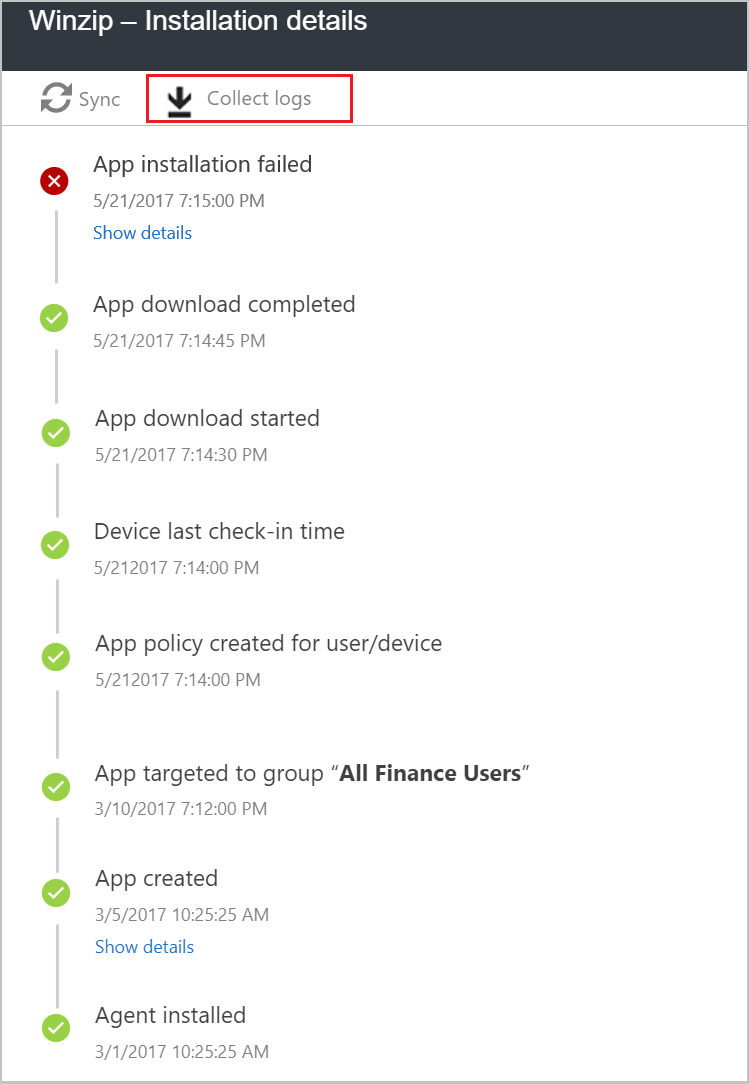 Winzip – Installation details
Sync
Collect logs
App installation failed
5/21/2017 7:15:00 PM
Show details
App download completed
5/21/2017 7:14:45 PM
App download started
5/21/2017 7:14:30 PM
Device last check-in time
5/212017 7:14:00 PM
App policy created for user/device
5/212017 7:14:00 PM
App targeted to group “All Finance Users”
3/10/2017 7:12:00 PM
App created
3/5/2017 10:25:25 AM
Show details
Agent installed
3/1/2017 10:25:25 AM